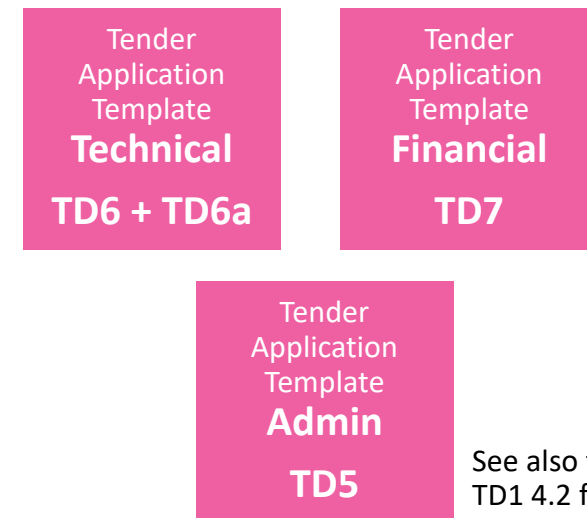 Tender
Application
Template
Technical
TD6 + TD6a
Tender
Application
Template
Financial
TD7
Tender
Application
Template
Admin
TD5
See also
TD1 4.2